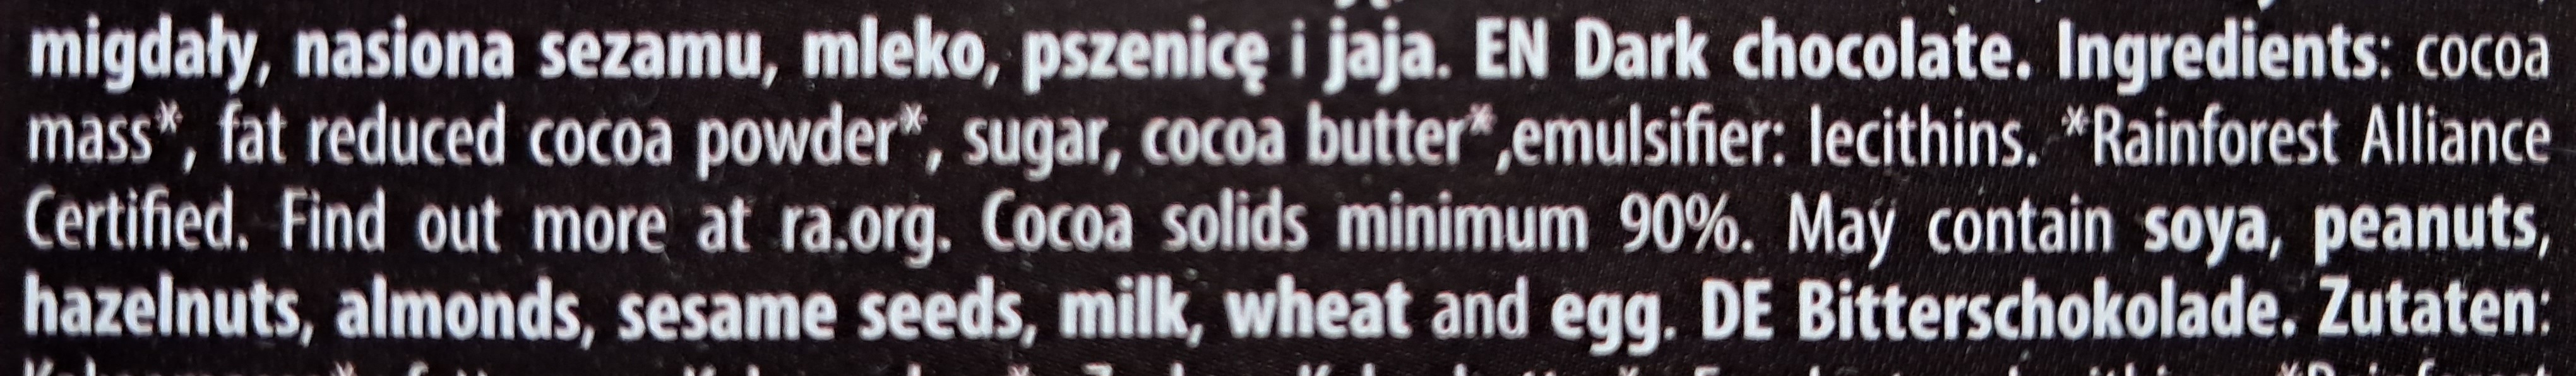 migdały, nasiona sezamu, mleko, pszenicę i jaja. EN Dark chocolate. Ingredients: cocoa
mass*, fat reduced cocoa powder*, sugar, cocoa butter*,emulsifier: lecithins. *Rainforest Alliance
Certified. Find out more at ra.org. Cocoa solids minimum 90%. May contain soya, peanuts,
hazelnuts, almonds, sesame seeds, milk, wheat and egg. DE Bitterschokolade. Zutaten: